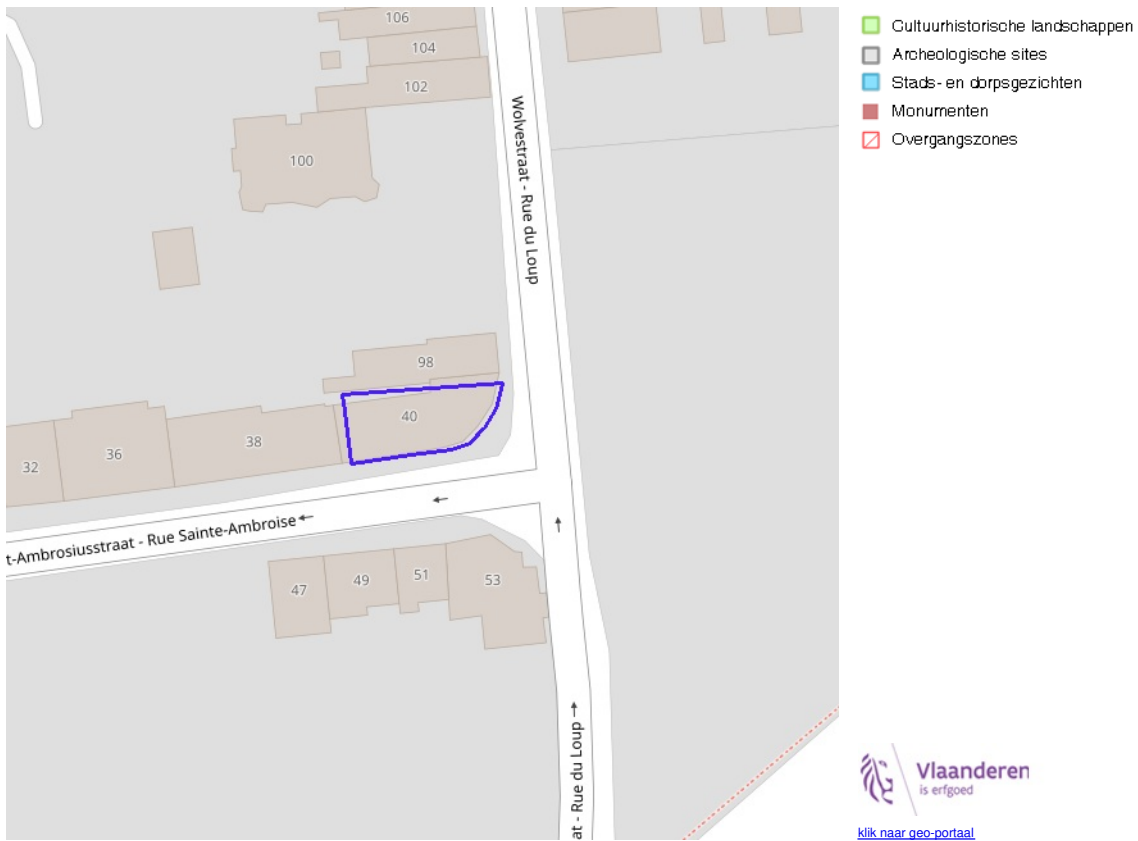 106
104
102
100
Wolvestraat - Rue du Loup
98
40
38
36
32
t-Ambrosiusstraat - Rue Sainte-Ambroise
47
49
51
53
at - Rue du Loup
Cultuurhistorische landschappen
Archeologische sites
Stads- en dorpsgezichten
Monumenten
Overgangszones
Vlaanderen
is erfgoed
klik naar geo-portaal